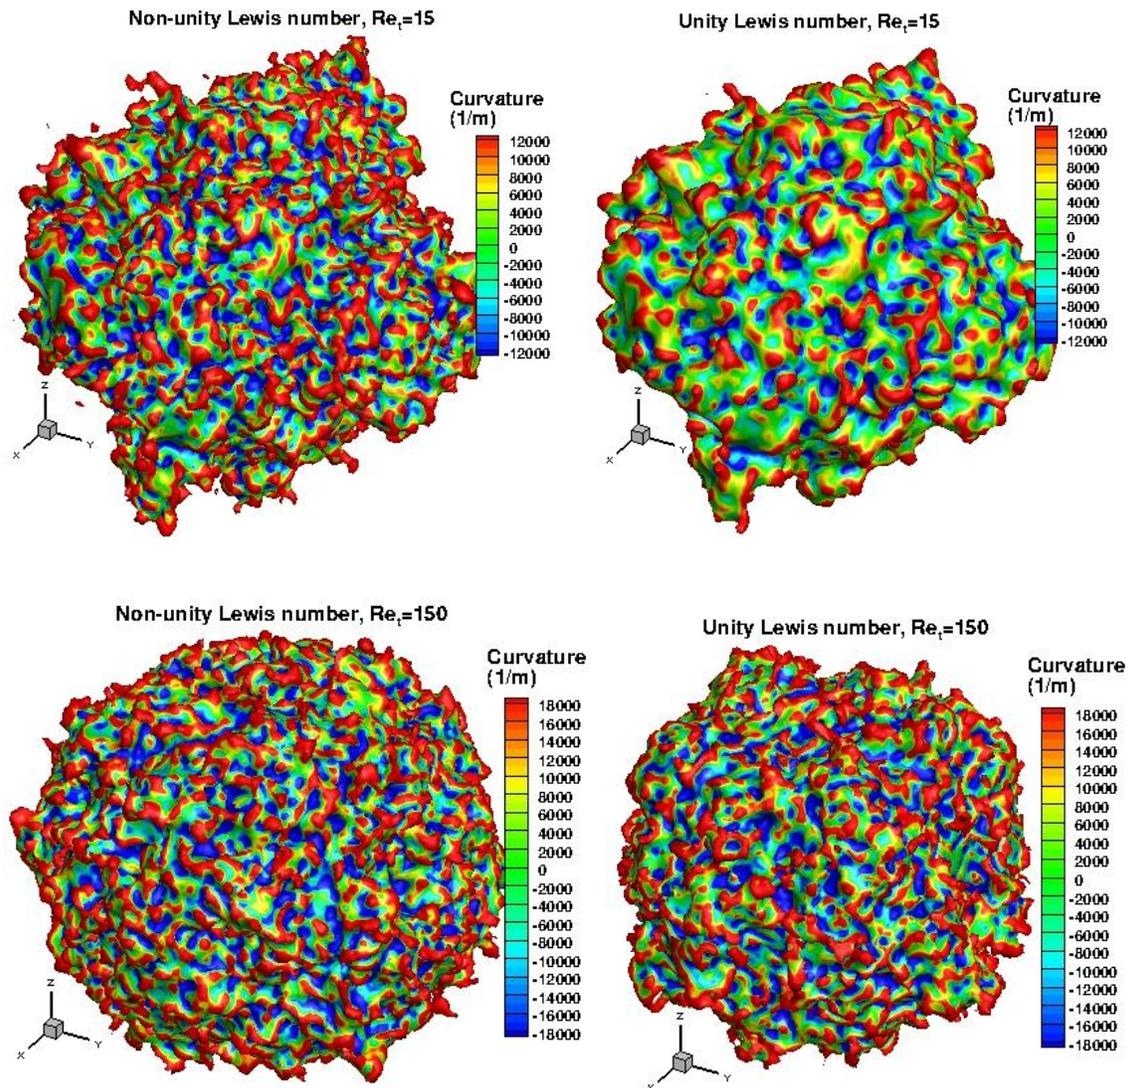 Non-unity Lewis number, Reₜ=15
Curvature
(1/m)
12000
10000
8000
6000
4000
2000
0
-2000
-4000
-6000
-8000
-10000
-12000
Z
X
Y
Unity Lewis number, Reₜ=15
Curvature
(1/m)
12000
10000
8000
6000
4000
2000
0
-2000
-4000
-6000
-8000
-10000
-12000
Z
X
Y
Non-unity Lewis number, Reₜ=150
Curvature
(1/m)
18000
16000
14000
12000
10000
8000
6000
4000
2000
0
-2000
-4000
-6000
-8000
-10000
-12000
-14000
-16000
-18000
Z
X
Y
Unity Lewis number, Reₜ=150
Curvature
(1/m)
18000
16000
14000
12000
10000
8000
6000
4000
2000
0
-2000
-4000
-6000
-8000
-10000
-12000
-14000
-16000
-18000
Z
X
Y